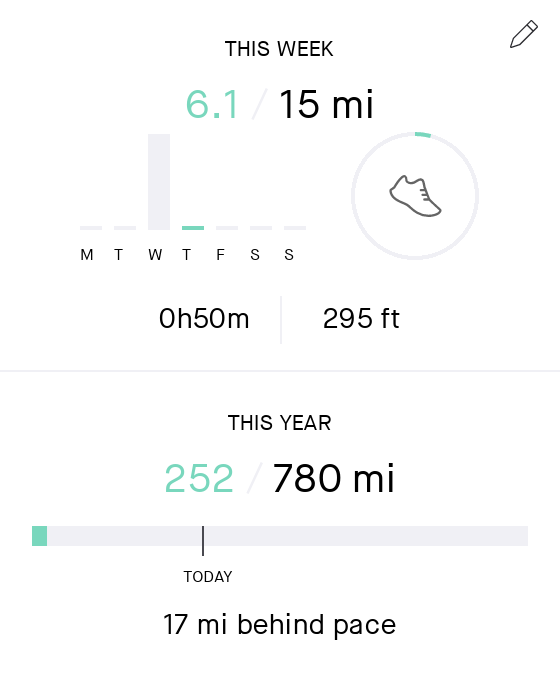 THIS WEEK
6.1 / 15 mi
M T W T F S S
0h50m 295 ft
THIS YEAR
252 / 780 mi
TODAY
17 mi behind pace